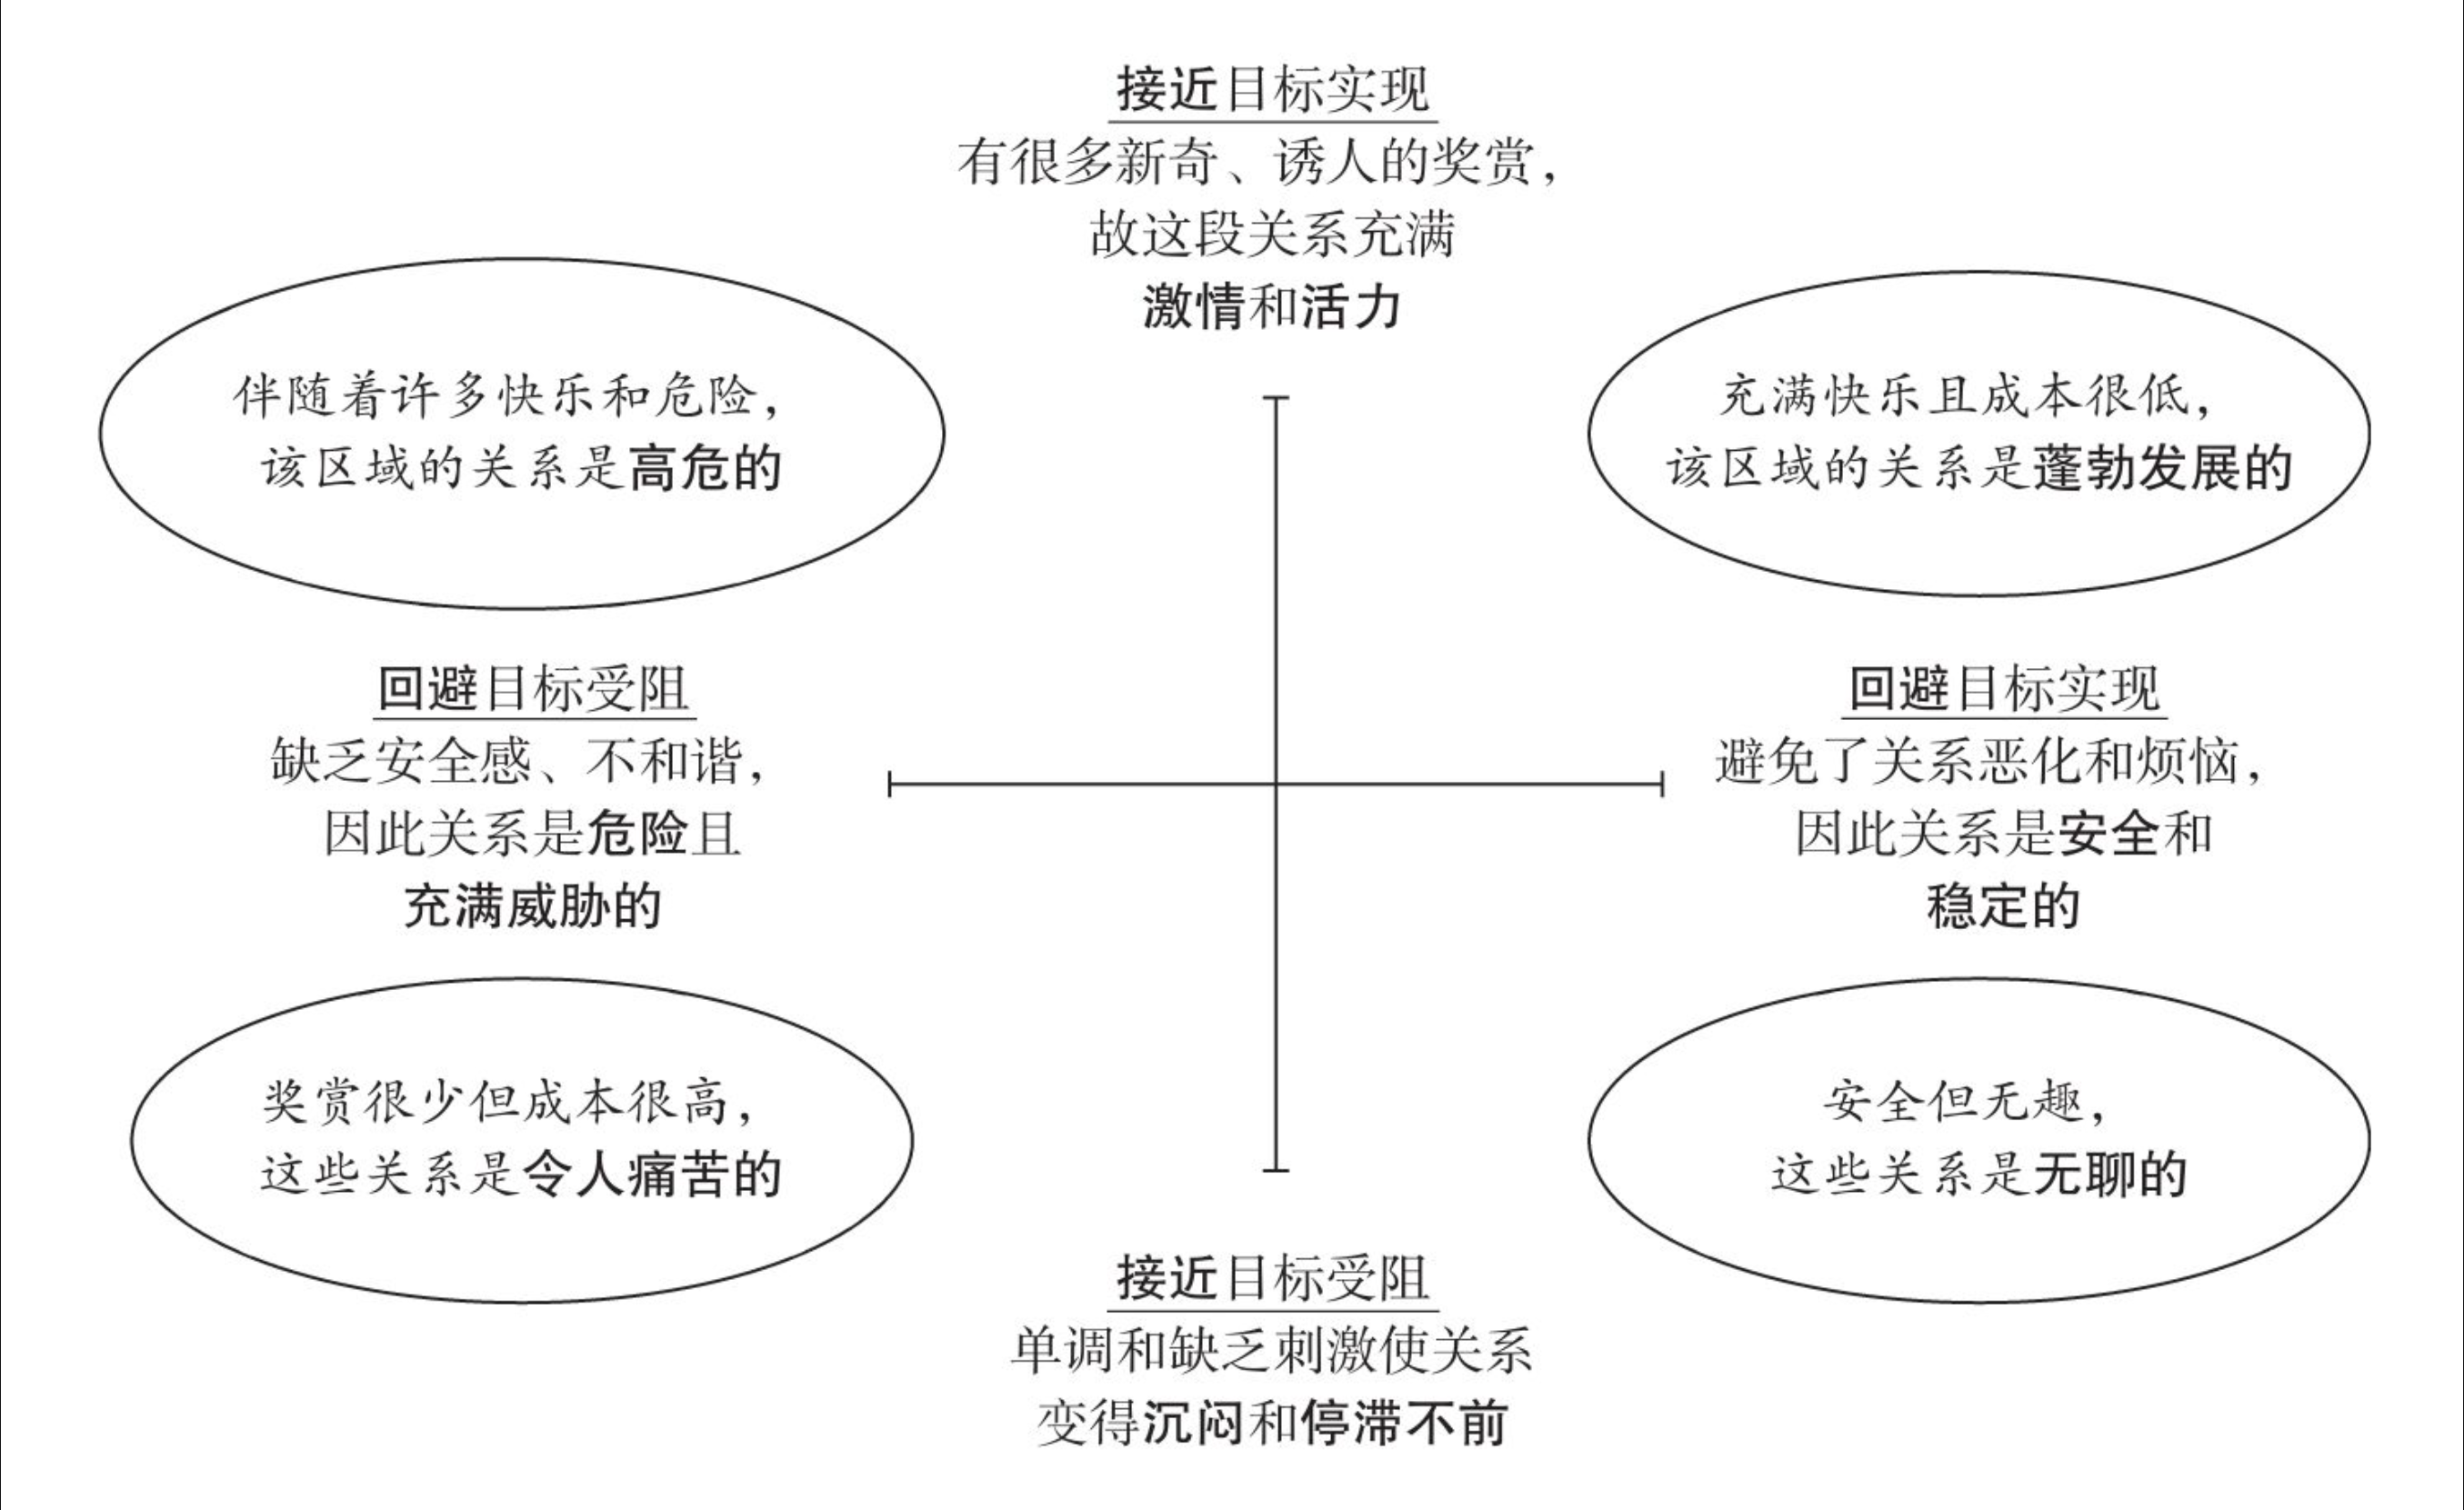 接近目标实现
有很多新奇、诱人的奖赏，
故这段关系充满
激情和活力
伴随着许多快乐和危险，
该区域的关系是高危的
充满快乐且成本很低，
该区域的关系是蓬勃发展的
回避目标受阻
缺乏安全感、不和谐，
因此关系是危险且
充满威胁的
回避目标实现
避免了关系恶化和烦恼，
因此关系是安全和
稳定的
奖赏很少但成本很高，
这些关系是令人痛苦的
安全但无趣，
这些关系是无聊的
接近目标受阻
单调和缺乏刺激使关系
变得沉闷和停滞不前